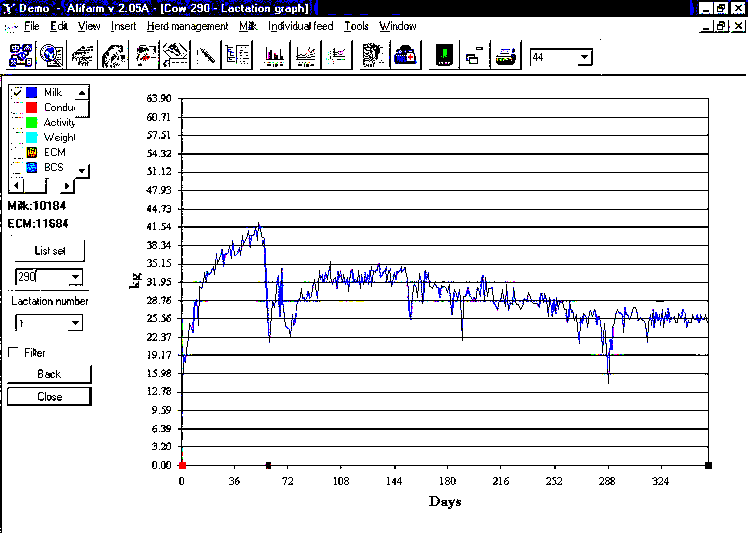 Demo - Alifarm v 2.05A - [Cow 290 - Lactation graph]
File Edit View Insert Herd management Milk Individual feed Tools Window
44
Milk
Conduc
Activity
Weight
ECM
BCS
Milk:10184
ECM:11684
List sel
290
Lactation number
1
Filter
Back
Close
63.90
60.71
57.51
54.32
51.12
47.93
44.73
41.54
38.34
35.15
31.95
28.76
25.56
22.37
19.17
15.98
12.78
9.59
6.39
3.20
0.00
kg
0 36 72 108 144 180 216 252 288 324
Days